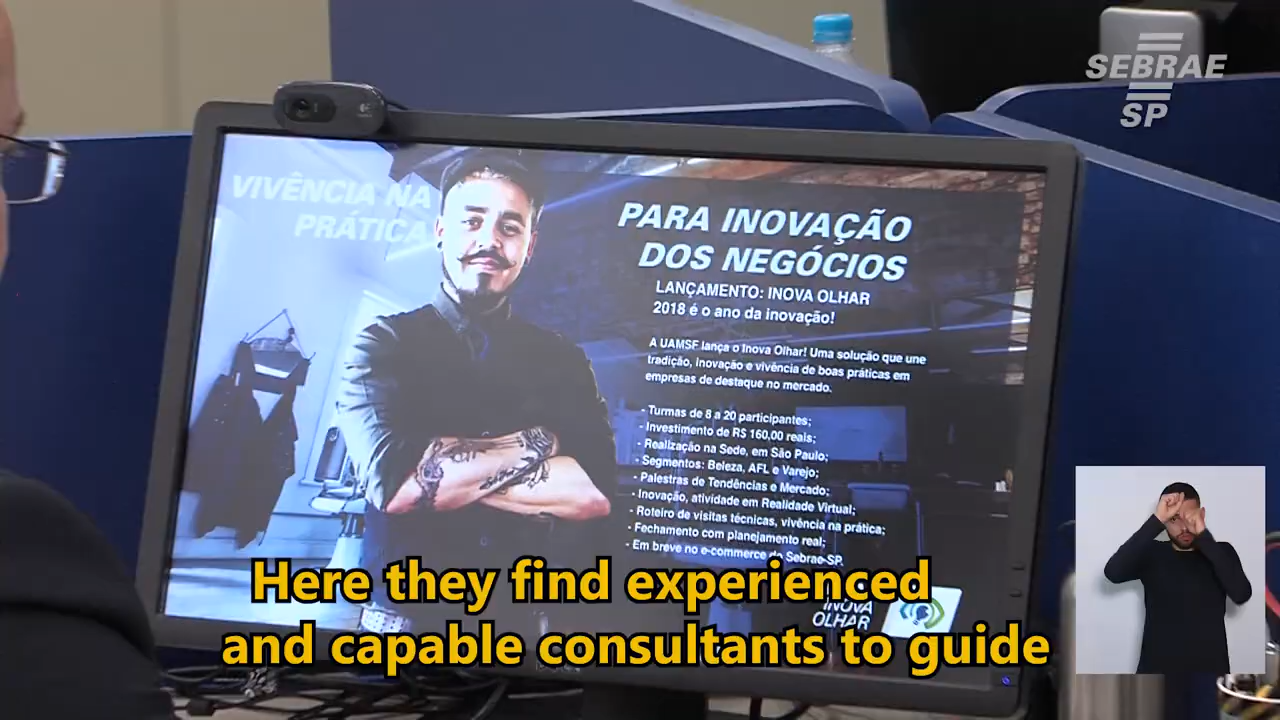 SEBRAE
SP
VIVÊNCIA NA
PRÁTICA
PARA INOVAÇÃO
DOS NEGÓCIOS
LANÇAMENTO: INOVA OLHAR
2018 é o ano da inovação!
A UAMSF lança o Inova Olhar! Uma solução que une
tradição, inovação e vivência de boas práticas em
empresas de destaque no mercado.
- Turmas de 8 a 20 participantes;
- Investimento de R$ 160,00 reais;
- Realização na Sede, em São Paulo;
- Segmentos: Beleza, AFL e Varejo;
- Palestras de Tendências e Mercado;
- Inovação, atividade em Realidade Virtual;
- Roteiro de visitas técnicas, vivência na prática;
- Fechamento com planejamento real;
- Em breve no e-commerce do Sebrae-SP.
INOVA
OLHAR
Here they find experienced
and capable consultants to guide